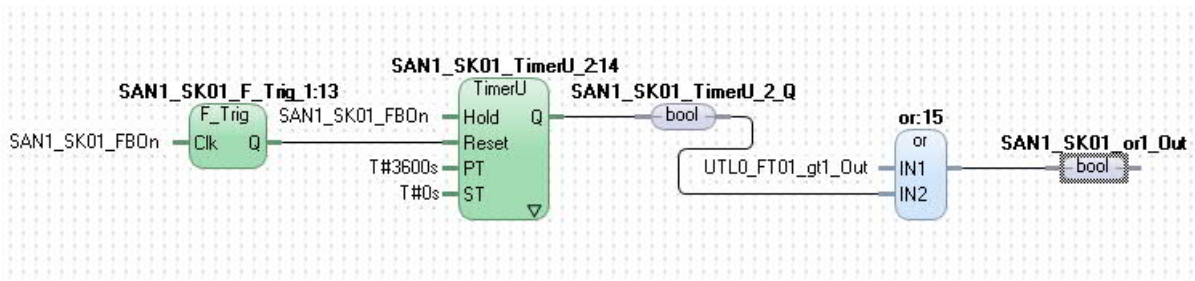 SAN1_SK01_TimerU_2:14
SAN1_SK01_F_Trig_1:13
TimerU
SAN1_SK01_TimerU_2_Q
F_Trig
SAN1_SK01_FBOn
Hold
Q
bool
or:15
SAN1_SK01_FBOn
Clk
Q
Reset
or
SAN1_SK01_or1_Out
T#3600s
PT
UTL0_FT01_gt1_Out
IN1
bool
T#0s
ST
IN2